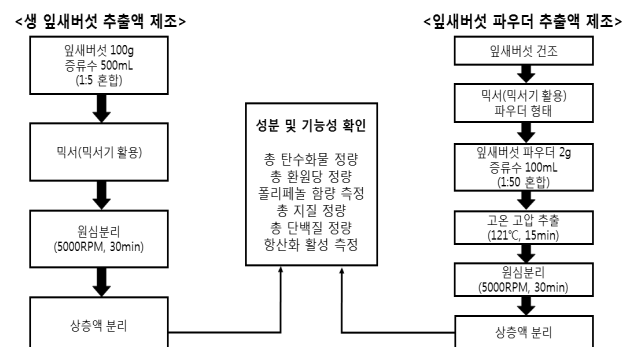 <생 잎새버섯 추출액 제조>
잎새버섯 100g
증류수 500mL
(1:5 혼합)
믹서(믹서기 활용)
원심분리
(5000RPM, 30min)
상층액 분리
성분 및 기능성 확인
총 탄수화물 정량
총 환원당 정량
폴리페놀 함량 측정
총 지질 정량
총 단백질 정량
항산화 활성 측정
<잎새버섯 파우더 추출액 제조>
잎새버섯 건조
믹서(믹서기 활용)
파우더 형태
잎새버섯 파우더 2g
증류수 100mL
(1:50 혼합)
고온 고압 추출
(121℃, 15min)
원심분리
(5000RPM, 30min)
상층액 분리